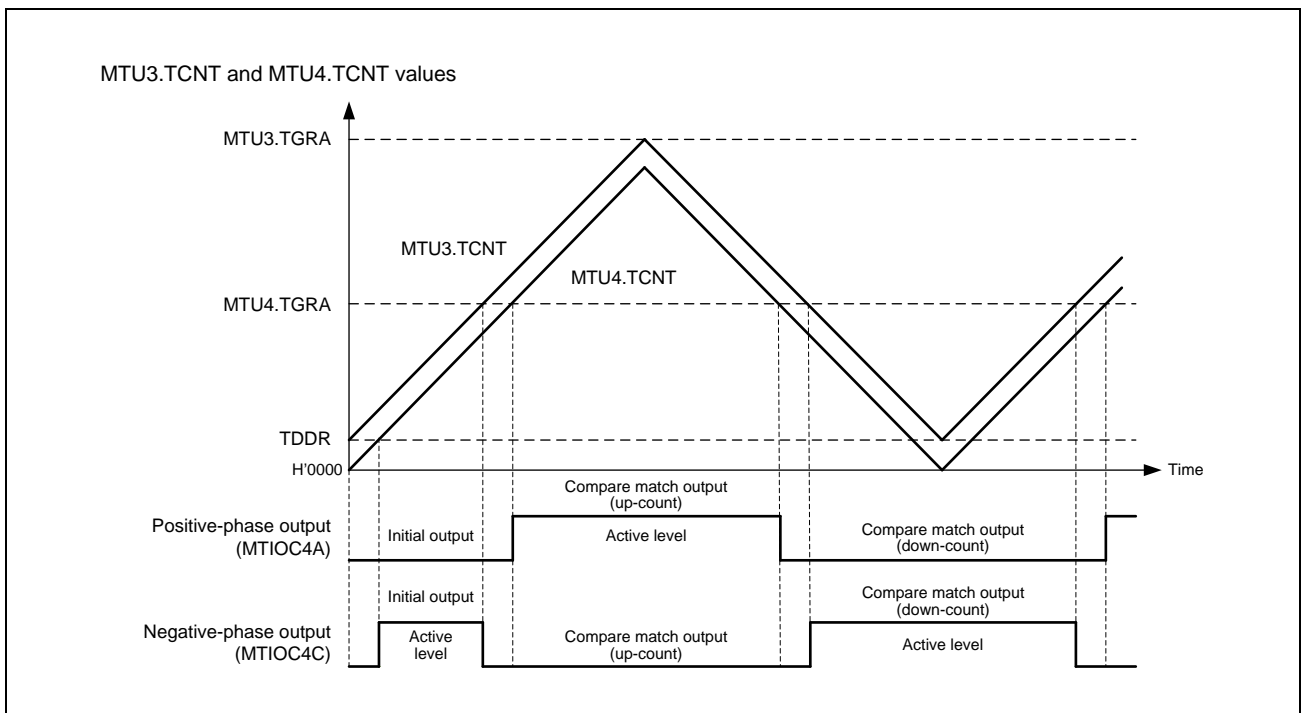 MTU3.TCNT and MTU4.TCNT values
MTU3.TGRA
MTU3.TCNT
MTU4.TCNT
MTU4.TGRA
TDDR
H'0000
Time
Compare match output
(up-count)
Positive-phase output
(MTIOC4A)
Initial output
Active level
Compare match output
(down-count)
Initial output
Compare match output
(down-count)
Negative-phase output
(MTIOC4C)
Active
level
Compare match output
(up-count)
Active level